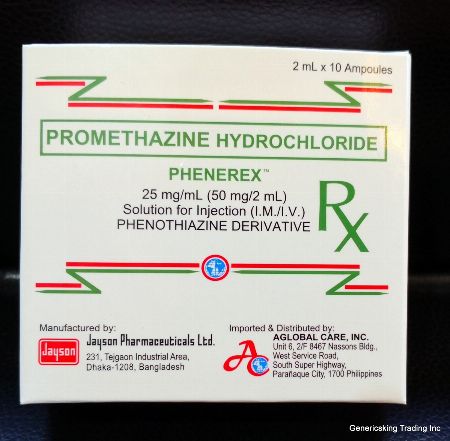 2 mL x 10 Ampoules
PROMETHAZINE HYDROCHLORIDE
PHENEREX™
25 mg/mL (50 mg/2 mL)
Solution for Injection (I.M./I.V.)
PHENOTHIAZINE DERIVATIVE
Rx
Manufactured by:
Jayson
Jayson Pharmaceuticals Ltd.
231, Tejgaon Industrial Area,
Dhaka-1208, Bangladesh
Imported & Distributed by:
AC
AGLOBAL CARE, INC.
Unit 6, 2/F 8467 Nassons Bldg.,
West Service Road,
South Super Highway,
Parañaque City, 1700 Philippines
Genericsking Trading Inc